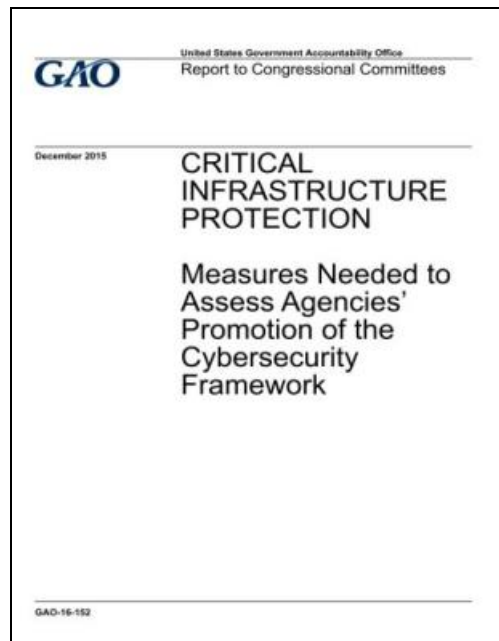 United States Government Accountability Office
GAO
Report to Congressional Committees
December 2015
CRITICAL
INFRASTRUCTURE
PROTECTION
Measures Needed to
Assess Agencies’
Promotion of the
Cybersecurity
Framework
GAO-16-152